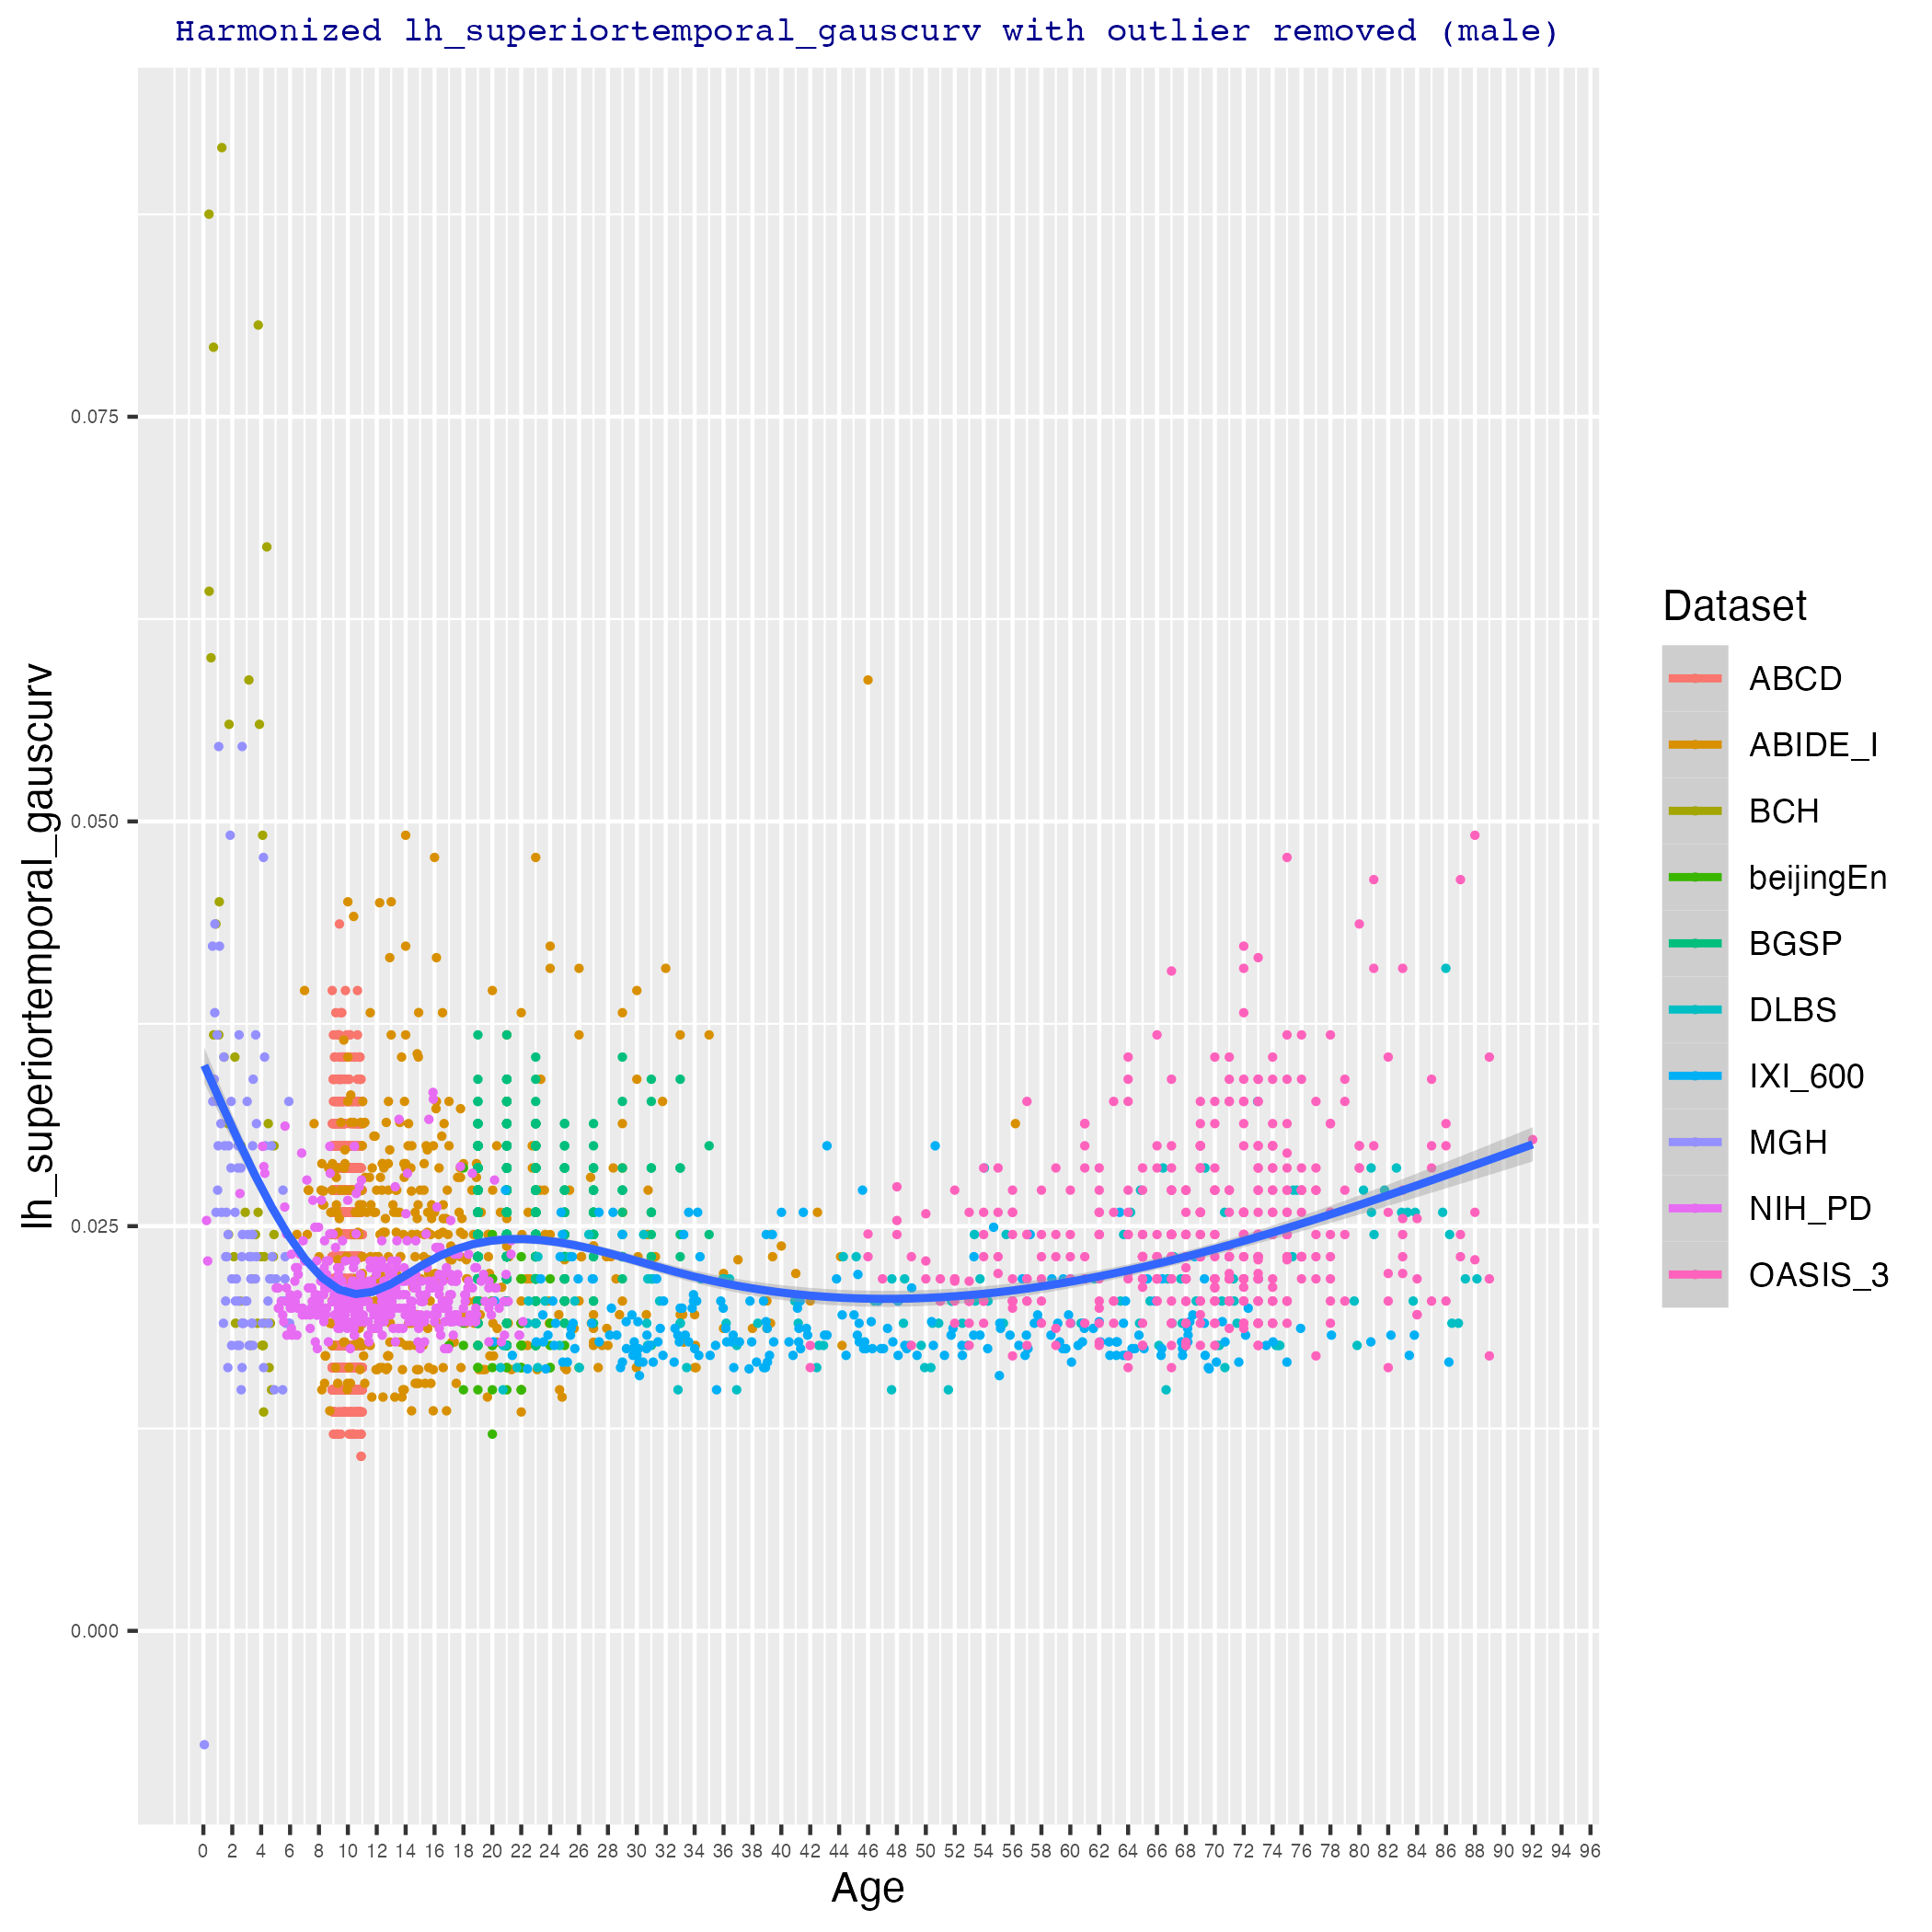 Harmonized lh_superiortemporal_gauscurv with outlier removed (male)
lh_superiortemporal_gauscurv
0.075
0.050
0.025
0.000
0 2 4 6 8 10 12 14 16 18 20 22 24 26 28 30 32 34 36 38 40 42 44 46 48 50 52 54 56 58 60 62 64 66 68 70 72 74 76 78 80 82 84 86 88 90 92 94 96
Age
Dataset
ABCD
ABIDE_I
BCH
beijingEn
BGSP
DLBS
IXI_600
MGH
NIH_PD
OASIS_3